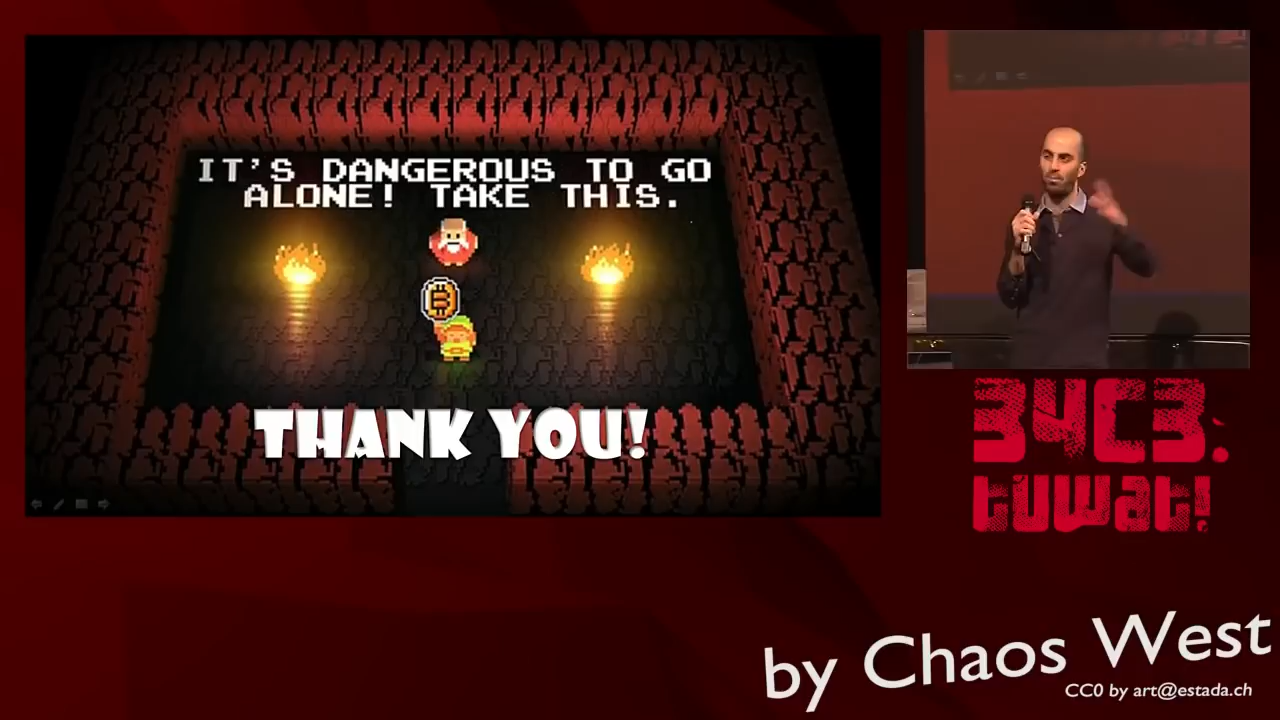 IT'S DANGEROUS TO GO
ALONE! TAKE THIS.
B
THANK YOU!
34C3:
tuwat!
by Chaos West
CC0 by art@estada.ch